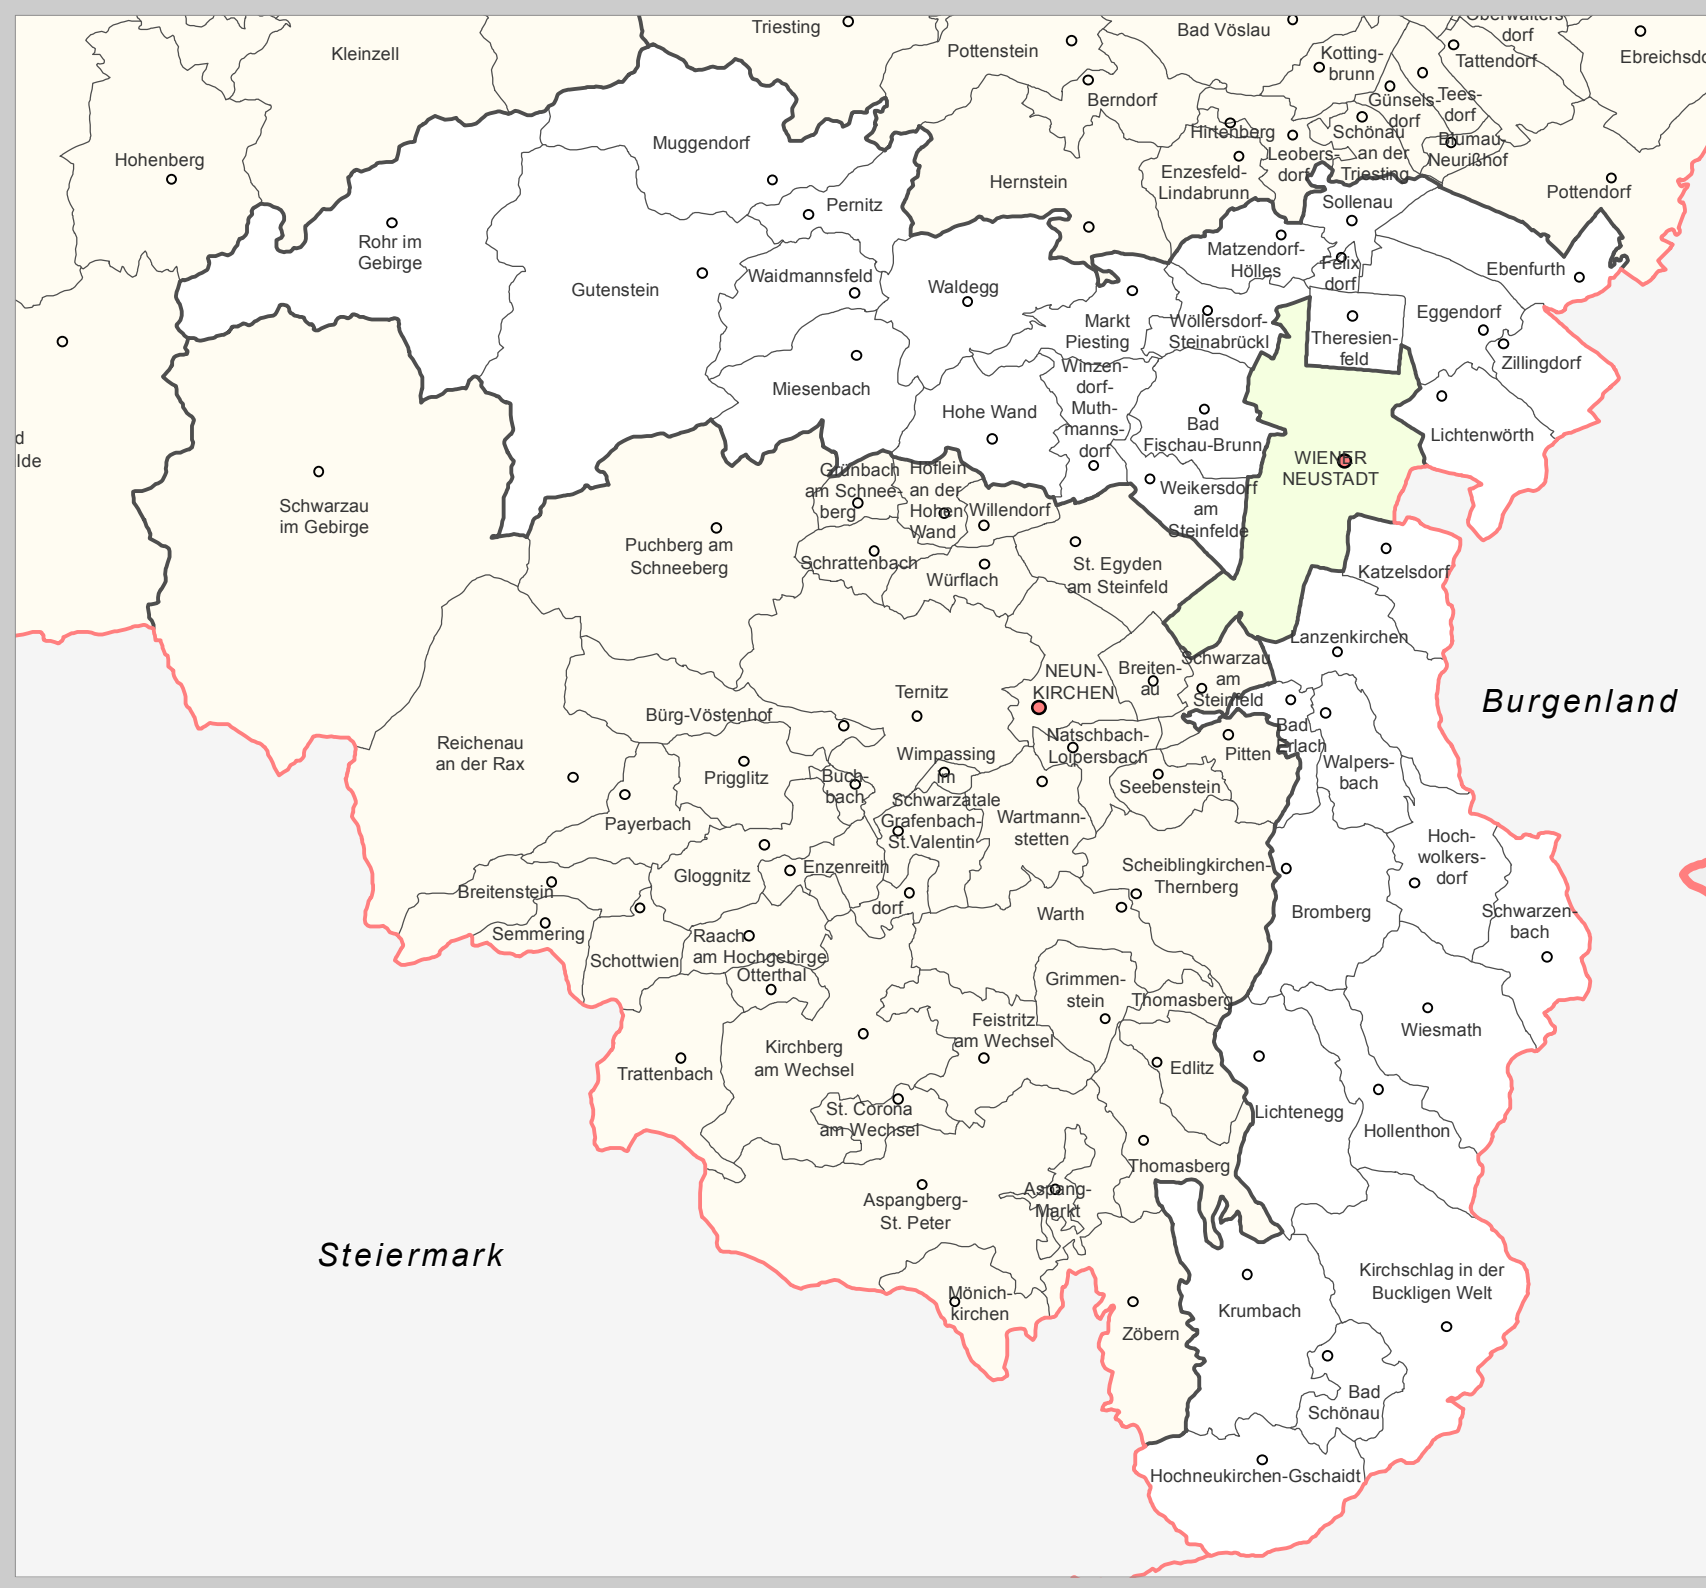 Triesting
Kleinzell
Pottenstein
Bad Vöslau
Kotting-
brunn
Oberwalters
dorf
Tattendorf
Ebreichsdo
Berndorf
Günsels-
dorf
Tees-
dorf
Hirtenberg
Leobers-
dorf
Schönau
an der
Triesting
Blumau-
Neurißhof
Hohenberg
Muggendorf
Hernstein
Enzesfeld-
Lindabrunn
Pottendorf
Pernitz
Sollenau
Rohr im
Gebirge
Matzendorf-
Hölles
Felix
dorf
Ebenfurth
Gutenstein
Waidmannsfeld
Waldegg
Markt
Piesting
Wöllersdorf-
Steinabrückl
Theresien-
feld
Eggendorf
Zillingdorf
Miesenbach
Winzen-
dorf-
Muth-
manns-
dorf
Hohe Wand
Bad
Fischau-Brunn
Lichtenwörth
d
lde
WIENER
NEUSTADT
Schwarzau
im Gebirge
Grünbach
am Schnee-
berg
Höflein
an der
Hohen
Wand
Willendorf
Weikersdorf
am
Steinfelde
Puchberg am
Schneeberg
Schrattenbach
Würflach
St. Egyden
am Steinfeld
Katzelsdorf
Lanzenkirchen
NEUN-
KIRCHEN
Breiten-
au
Schwarzau
am
Steinfeld
Burgenland
Ternitz
Bürg-Vöstenhof
Reichenau
an der Rax
Natschbach-
Loipersbach
Pitten
Bad
Erlach
Walpers-
bach
Wimpassing
im
Schwarzatale
Prigglitz
Buch-
bach
Seebenstein
Payerbach
Grafenbach-
St.Valentin
Wartmann-
stetten
Hoch-
wolkers-
dorf
Gloggnitz
Enzenreith
Scheiblingkirchen-
Thernberg
Breitenstein
dorf
Warth
Bromberg
Schwarzen-
bach
Semmering
Schottwien
Raach
am Hochgebirge
Otterthal
Grimmen-
stein
Thomasberg
Feistritz
am Wechsel
Wiesmath
Kirchberg
am Wechsel
Trattenbach
Edlitz
St. Corona
am Wechsel
Lichtenegg
Hollenthon
Thomasberg
Aspangberg-
St. Peter
Aspang-
Markt
Steiermark
Mönich-
kirchen
Zöbern
Krumbach
Kirchschlag in der
Buckligen Welt
Bad
Schönau
Hochneukirchen-Gschaidt